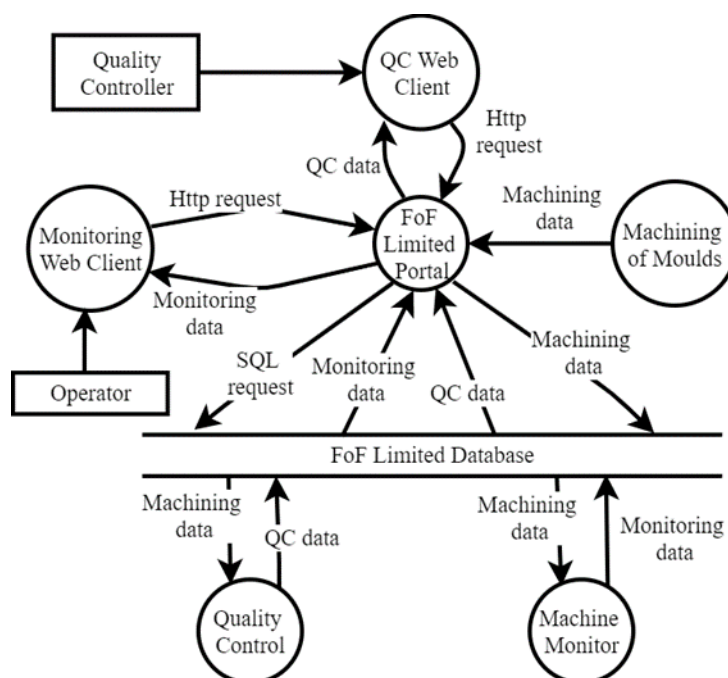 Quality
Controller
QC Web
Client
Http
request
QC data
Http request
Machining
data
Monitoring
Web Client
FoF
Limited
Portal
Machining
of Moulds
Monitoring
data
Operator
SQL
request
Monitoring
data
QC data
Machining
data
FoF Limited Database
Machining
data
QC data
Machining
data
Monitoring
data
Quality
Control
Machine
Monitor